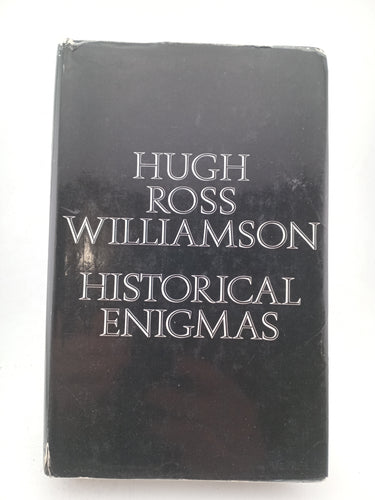 HUGH
ROSS
WILLIAMSON
HISTORICAL
ENIGMAS